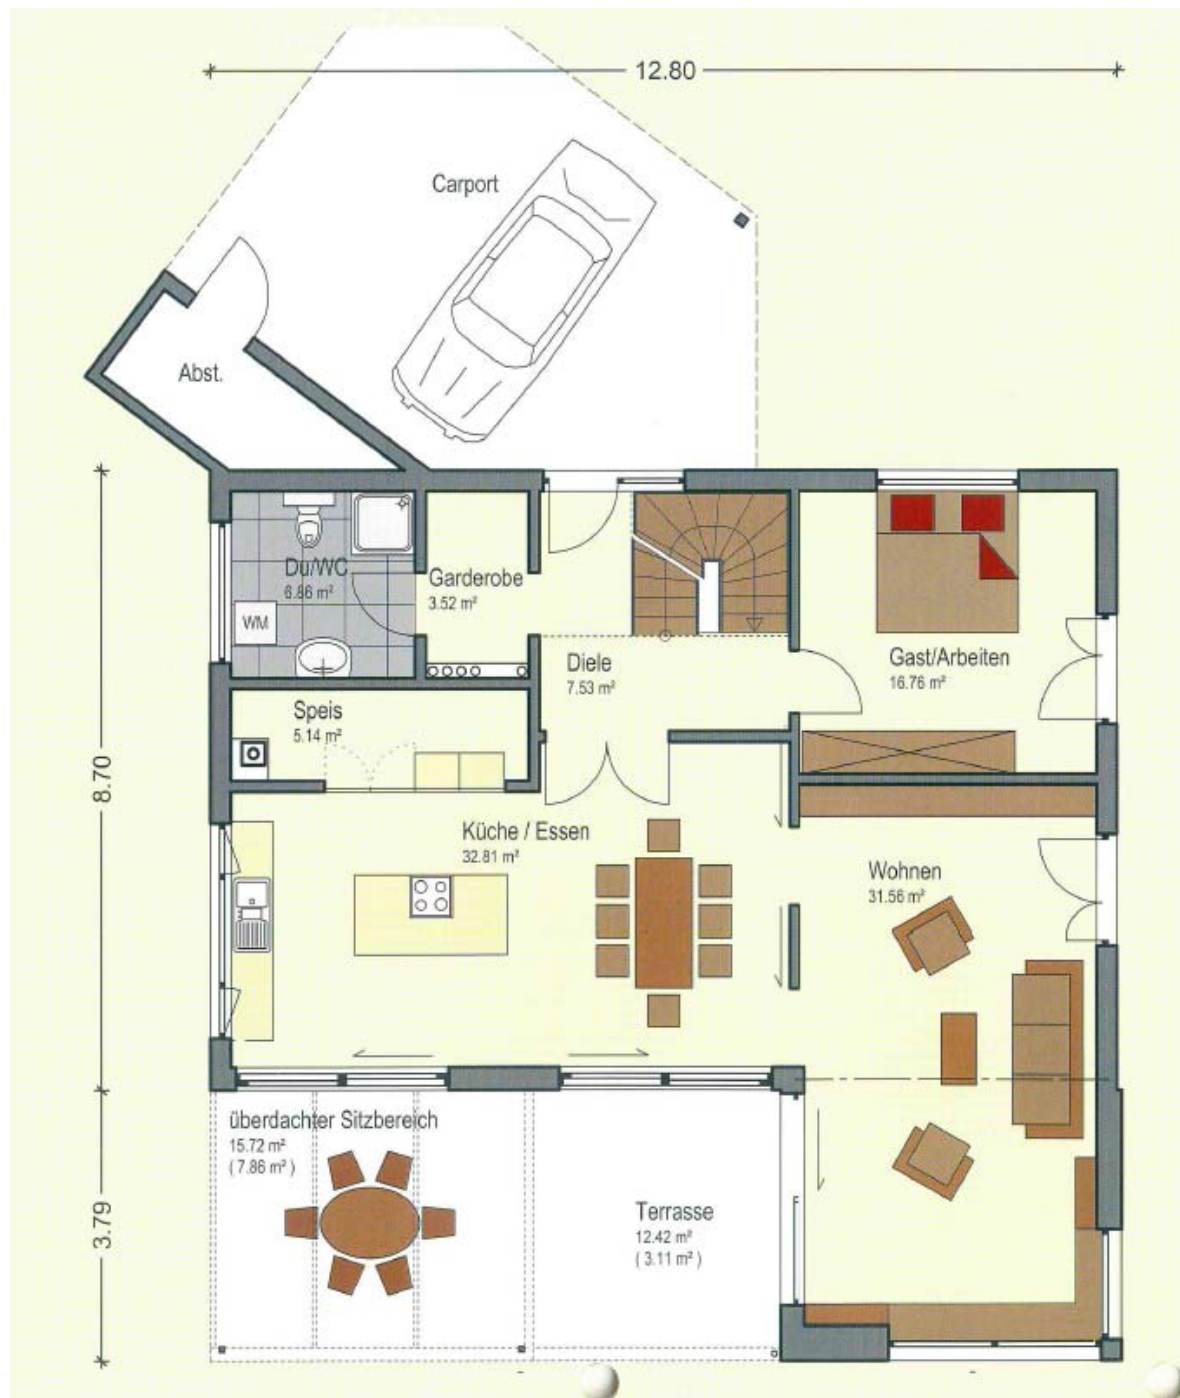 12.80
Carport
Abst.
Du/WC
6.86 m²
WM
Garderobe
3.52 m²
Diele
7.53 m²
Gast/Arbeiten
16.76 m²
Speis
5.14 m²
8.70
Küche / Essen
32.81 m²
Wohnen
31.56 m²
überdachter Sitzbereich
15.72 m²
( 7.86 m² )
Terrasse
12.42 m²
( 3.11 m² )
3.79